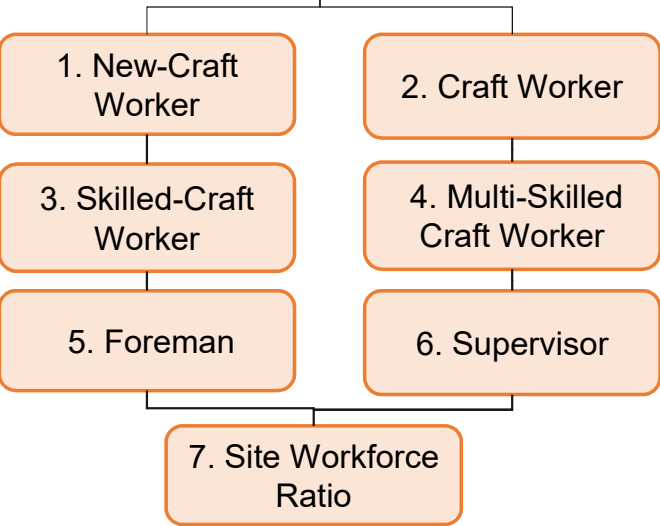 1. New-Craft
Worker
2. Craft Worker
3. Skilled-Craft
Worker
4. Multi-Skilled
Craft Worker
5. Foreman
6. Supervisor
7. Site Workforce
Ratio